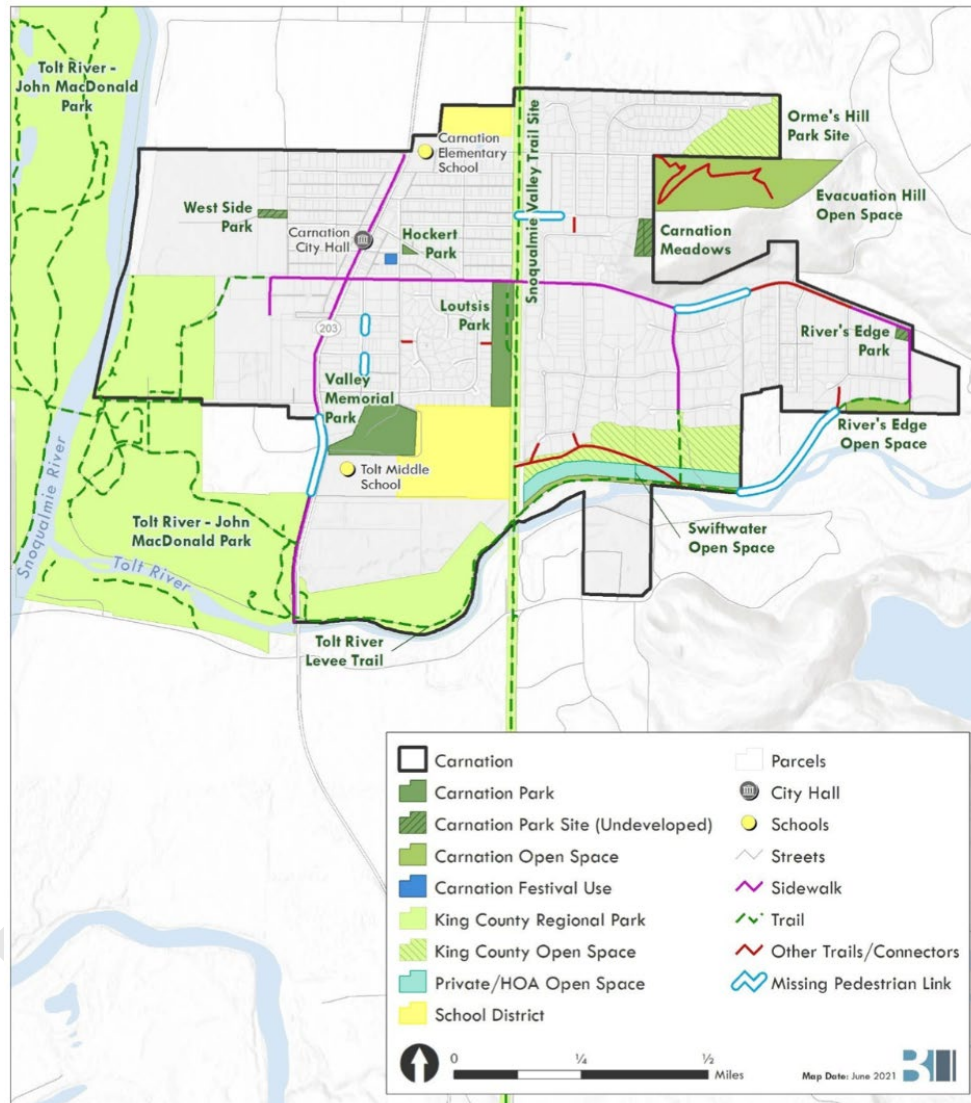 Tolt River -
John MacDonald
Park
Orme's Hill
Park Site
Carnation
Elementary
School
Snoqualmie Valley Trail Site
Evacuation Hill
Open Space
West Side
Park
Carnation
City Hall
Hockert
Park
Carnation
Meadows
Loutsis
Park
203
River's Edge
Park
Valley
Memorial
Park
River's Edge
Open Space
Tolt Middle
School
Snoqualmie River
Tolt River - John
MacDonald Park
Swiftwater
Open Space
Tolt River
Tolt River
Levee Trail
Carnation
Carnation Park
Carnation Park Site (Undeveloped)
Carnation Open Space
Carnation Festival Use
King County Regional Park
King County Open Space
Private/HOA Open Space
School District
Parcels
City Hall
Schools
Streets
Sidewalk
Trail
Other Trails/Connectors
Missing Pedestrian Link
0 ¼ ½
Miles
Map Date: June 2021